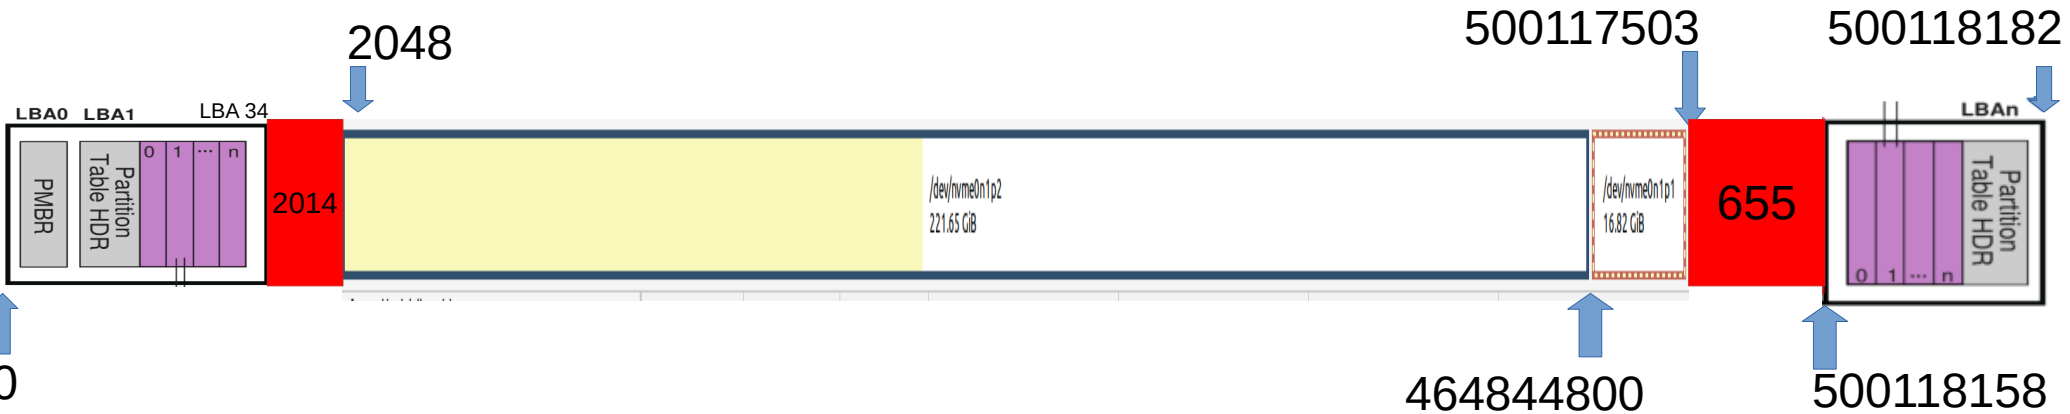 2048
500117503
500118182
LBA0 LBA1
LBA 34
LBAn
PMBR
Partition
Table HDR
0 1 ... n
2014
/dev/nvme0n1p2
221.65 GiB
/dev/nvme0n1p1
16.82 GiB
655
0 1 ... n
Partition
Table HDR
0
464844800
500118158